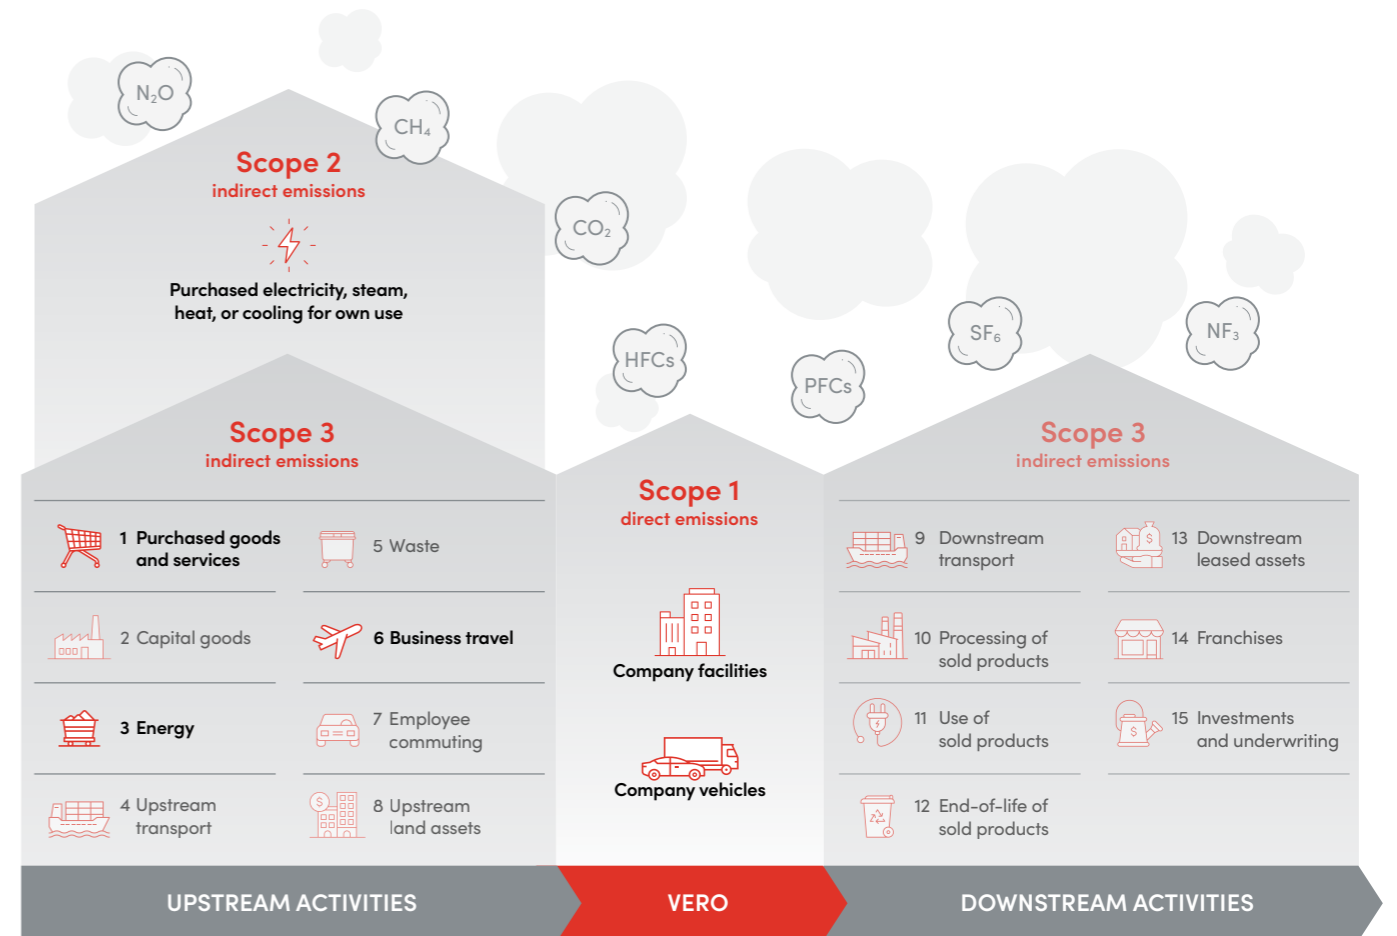 N₂O
CH₄
CO₂
HFCs
PFCs
SF₆
NF₃
Scope 2
indirect emissions
Purchased electricity, steam,
heat, or cooling for own use
Scope 3
indirect emissions
1 Purchased goods
and services
2 Capital goods
3 Energy
4 Upstream
transport
5 Waste
6 Business travel
7 Employee
commuting
8 Upstream
land assets
Scope 1
direct emissions
Company facilities
Company vehicles
Scope 3
indirect emissions
9 Downstream
transport
10 Processing of
sold products
11 Use of
sold products
12 End-of-life of
sold products
13 Downstream
leased assets
14 Franchises
15 Investments
and underwriting
UPSTREAM ACTIVITIES
VERO
DOWNSTREAM ACTIVITIES